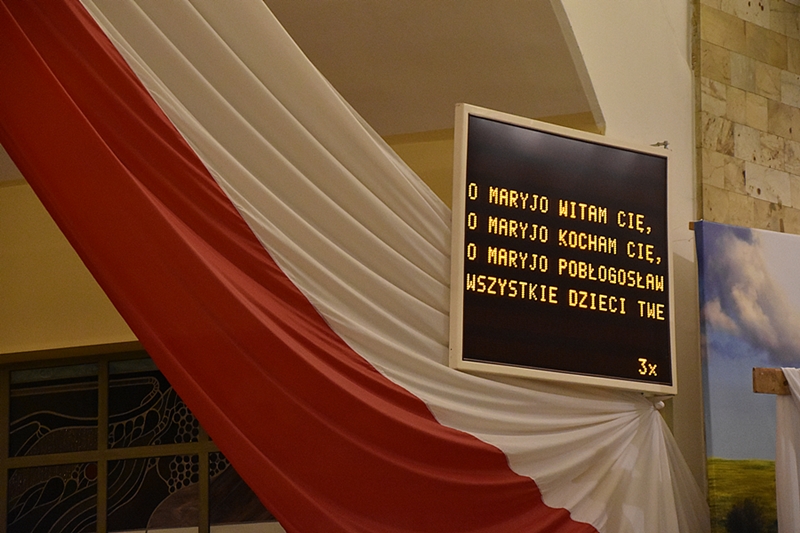 O MARYJO WITAM CIĘ,
O MARYJO KOCHAM CIĘ,
O MARYJO POBŁOGOSŁAW
WSZYSTKIE DZIECI TWE
3x